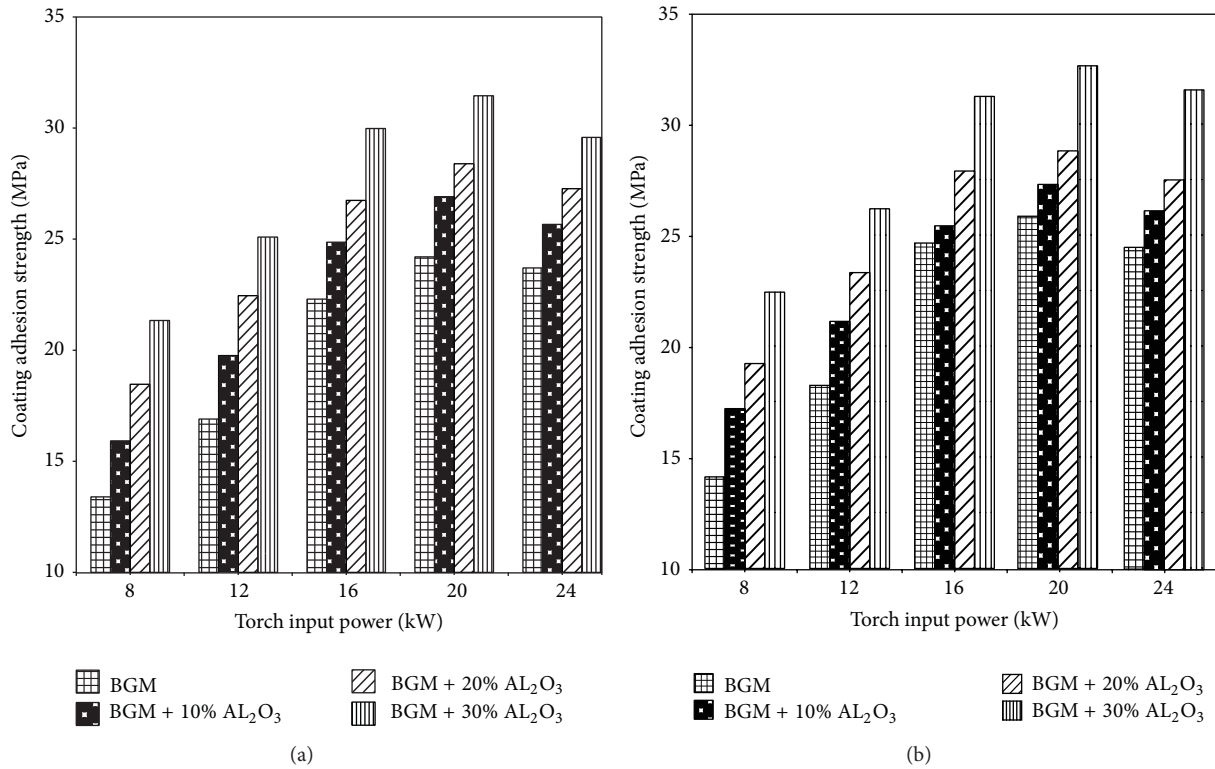 35
30
25
20
15
10
Coating adhesion strength (MPa)
8 12 16 20 24
Torch input power (kW)
BGM
BGM + 10% AL₂O₃
BGM + 20% AL₂O₃
BGM + 30% AL₂O₃
(a)
35
30
25
20
15
10
Coating adhesion strength (MPa)
8 12 16 20 24
Torch input power (kW)
BGM
BGM + 10% AL₂O₃
BGM + 20% AL₂O₃
BGM + 30% AL₂O₃
(b)